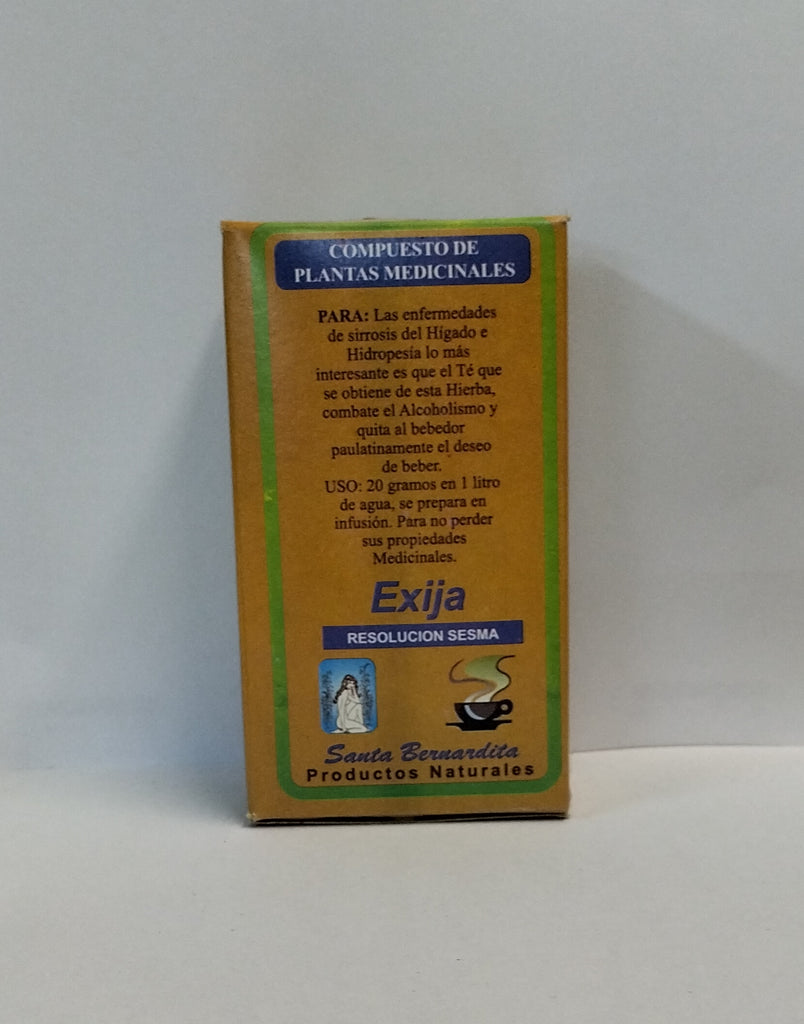 COMPUESTO DE
PLANTAS MEDICINALES
PARA: Las enfermedades
de sirrosis del Hígado e
Hidropesía lo más
interesante es que el Té que
se obtiene de esta Hierba,
combate el Alcoholismo y
quita al bebedor
paulatinamente el deseo
de beber.
USO: 20 gramos en 1 litro
de agua, se prepara en
infusión. Para no perder
sus propiedades
Medicinales.
Exija
RESOLUCION SESMA
Santa Bernardita
Productos Naturales